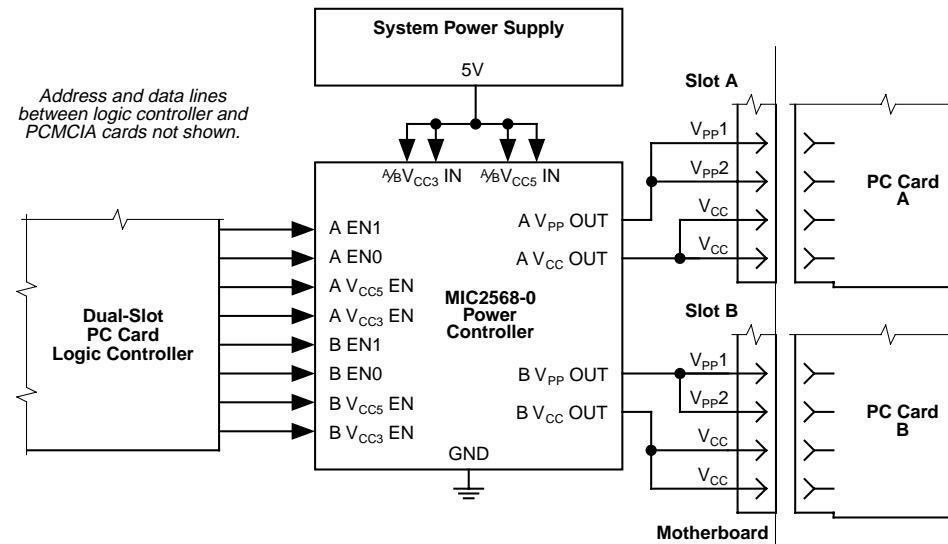 System Power Supply
5V
Address and data lines
between logic controller and
PCMCIA cards not shown.
A/BVCC3 IN
A/BVCC5 IN
Dual-Slot
PC Card
Logic Controller
A EN1
A EN0
A VCC5 EN
A VCC3 EN
B EN1
B EN0
B VCC5 EN
B VCC3 EN
MIC2568-0
Power
Controller
A VPP OUT
A VCC OUT
B VPP OUT
B VCC OUT
GND
Slot A
VPP1
VPP2
VCC
VCC
PC Card
A
Slot B
VPP1
VPP2
VCC
VCC
PC Card
B
Motherboard